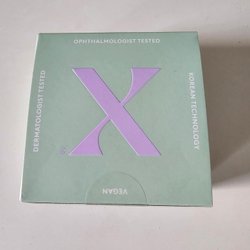 OPHTHALMOLOGIST TESTED
DERMATOLOGIST TESTED
X
KOREAN TECHNOLOGY
VEGAN